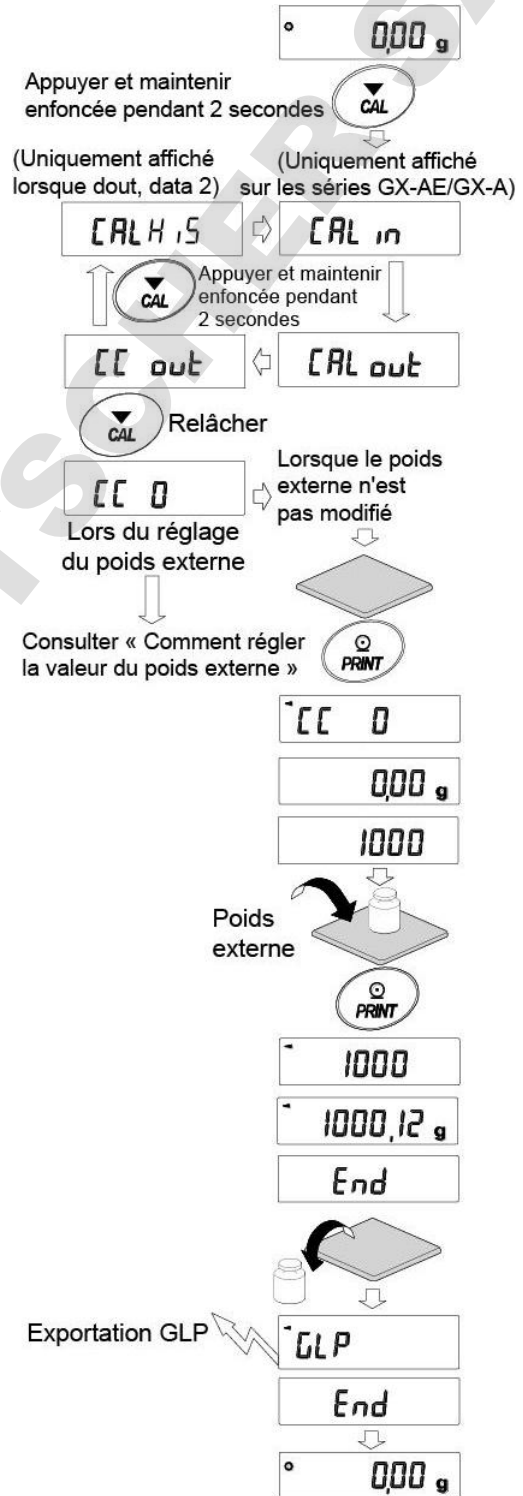 0,00 g
Appuyer et maintenir
enfoncée pendant 2 secondes
CAL
(Uniquement affiché
lorsque dout, data 2)
(Uniquement affiché
sur les séries GX-AE/GX-A)
CALHiS
CAL in
CAL
Appuyer et maintenir
enfoncée pendant
2 secondes
CC out
CAL out
CAL
Relâcher
CC 0
Lorsque le poids
externe n'est
pas modifié
Lors du réglage
du poids externe
Consulter « Comment régler
la valeur du poids externe »
PRINT
CC 0
0,00 g
1000
Poids
externe
PRINT
1000
1000,12 g
End
Exportation GLP
GLP
End
0,00 g